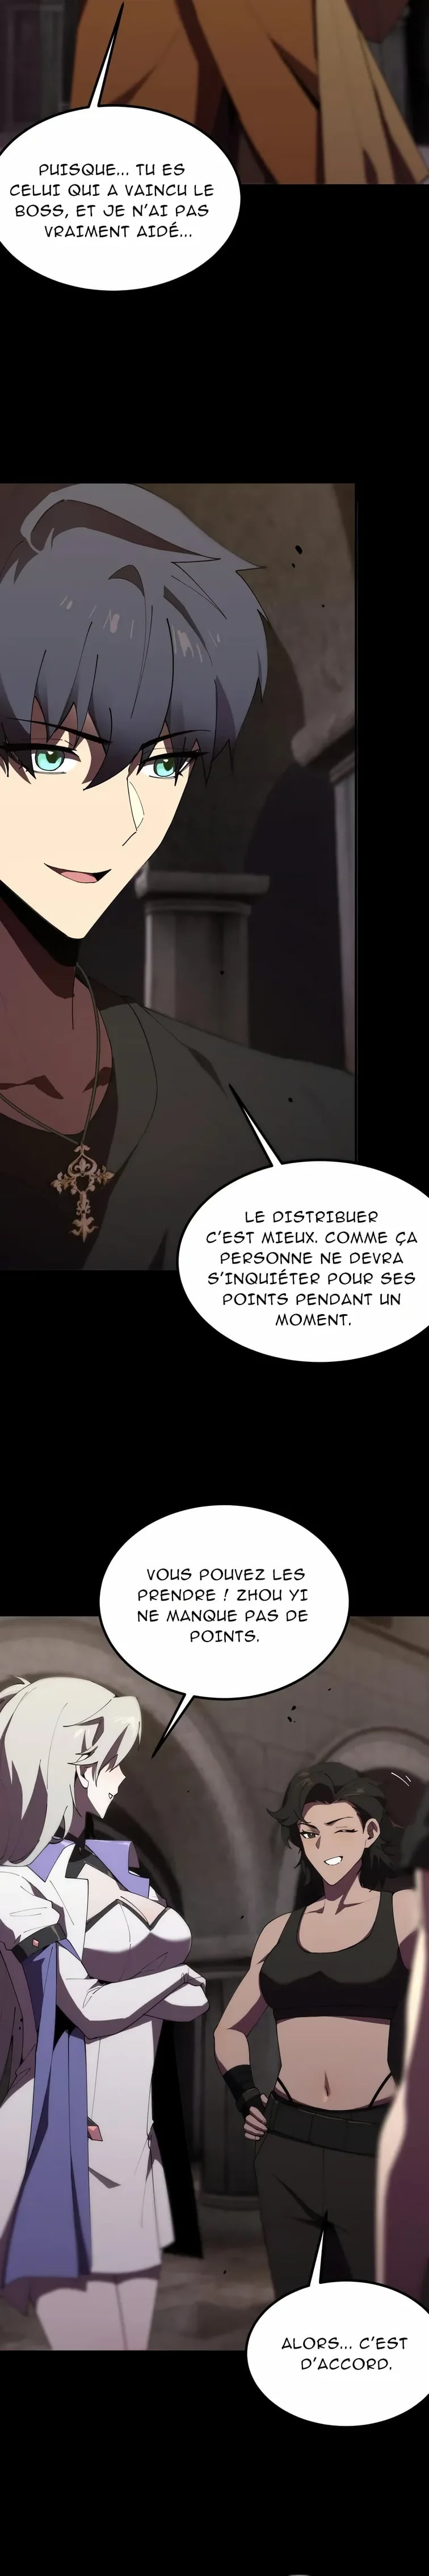 PUISQUE... TU ES
CELUI QUI A VAINCU LE
BOSS, ET JE N'AI PAS
VRAIMENT AIDÉ...
LE DISTRIBUER
C'EST MIEUX. COMME ÇA
PERSONNE NE DEVRA
S'INQUIÉTER POUR SES
POINTS PENDANT UN
MOMENT.
VOUS POUVEZ LES
PRENDRE ! ZHOU YI
NE MANQUE PAS DE
POINTS.
ALORS... C'EST
D'ACCORD.